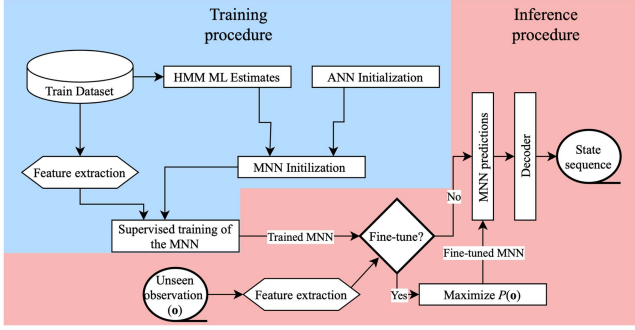 Training
procedure
Inference
procedure
Train Dataset
HMM ML Estimates
ANN Initialization
Feature extraction
MNN Initilization
Supervised training of
the MNN
Trained MNN
Fine-tune?
No
Yes
Unseen
observation
(o)
Feature extraction
Maximize P(o)
Fine-tuned MNN
MNN predictions
Decoder
State
sequence